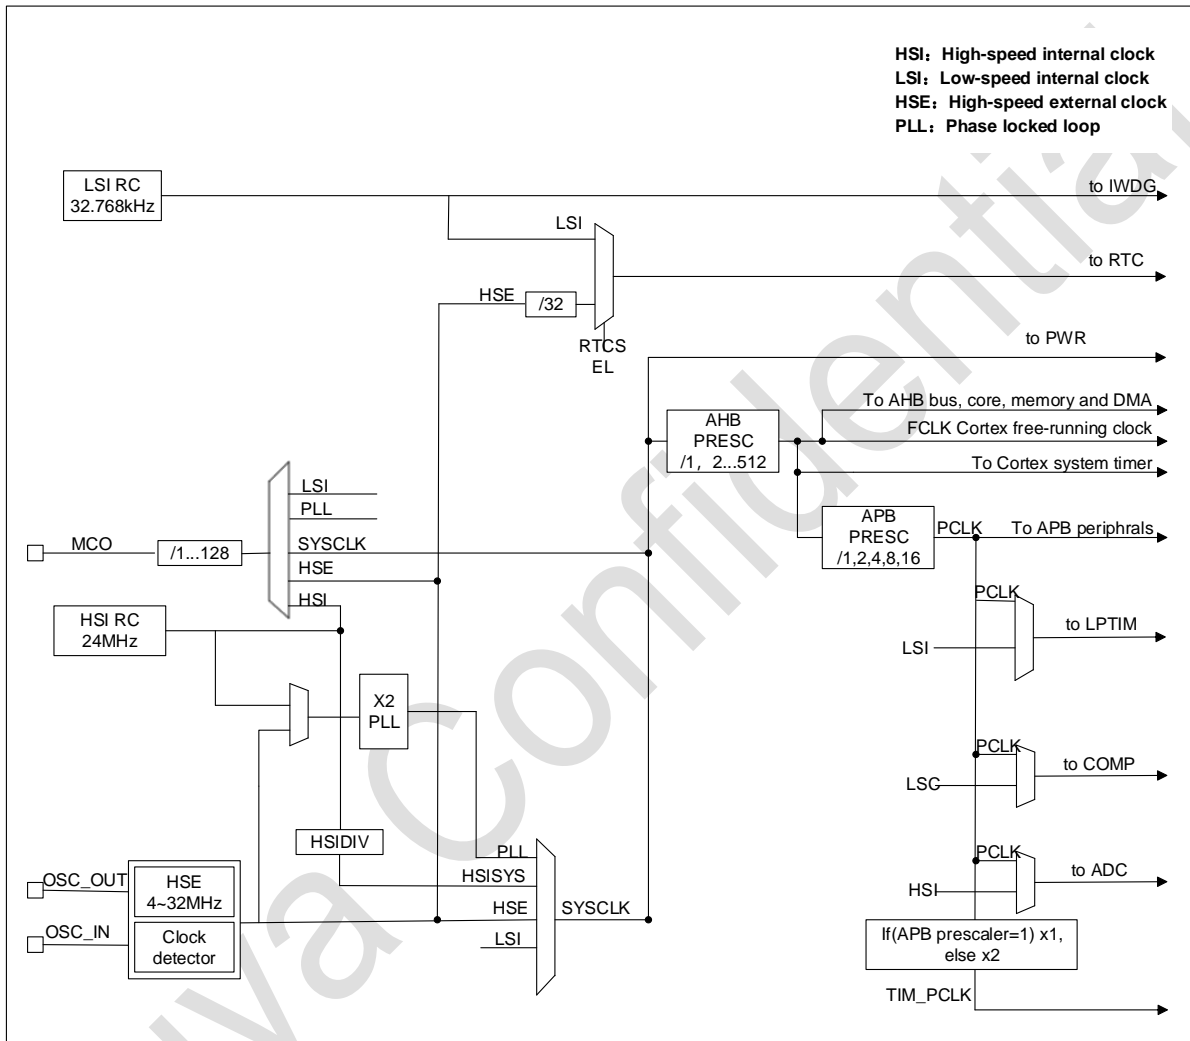 HSI：High-speed internal clock
LSI：Low-speed internal clock
HSE：High-speed external clock
PLL：Phase locked loop
LSI RC
32.768kHz
to IWDG
LSI
to RTC
HSE
/32
RTCS
EL
to PWR
To AHB bus, core, memory and DMA
AHB
PRESC
/1, 2...512
FCLK Cortex free-running clock
To Cortex system timer
LSI
PLL
APB
PRESC
/1,2,4,8,16
PCLK
To APB periphrals
MCO
/1...128
SYSCLK
HSE
HSI
PCLK
HSI RC
24MHz
to LPTIM
LSI
X2
PLL
PCLK
to COMP
LSC
HSIDIV
PLL
PCLK
to ADC
OSC_OUT
HSE
4~32MHz
HSISYS
HSI
HSE
SYSCLK
OSC_IN
Clock
detector
LSI
If(APB prescaler=1) x1,
else x2
TIM_PCLK
uya Confidential